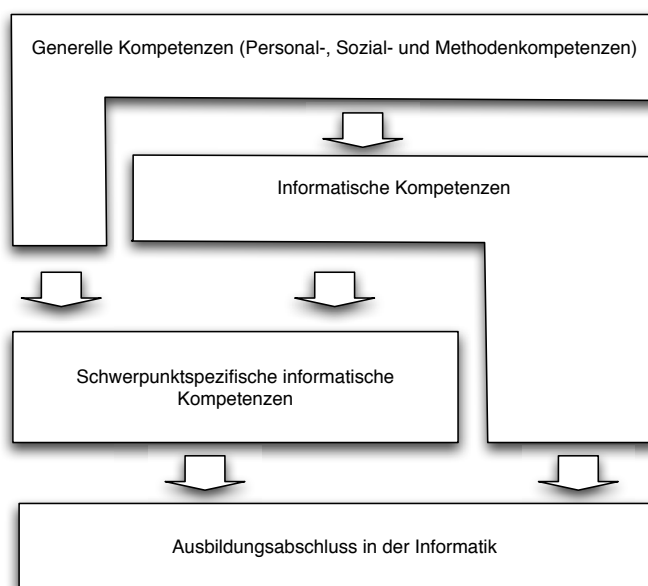 Generelle Kompetenzen (Personal-, Sozial- und Methodenkompetenzen)
Informatische Kompetenzen
Schwerpunktspezifische informatische
Kompetenzen
Ausbildungsabschluss in der Informatik